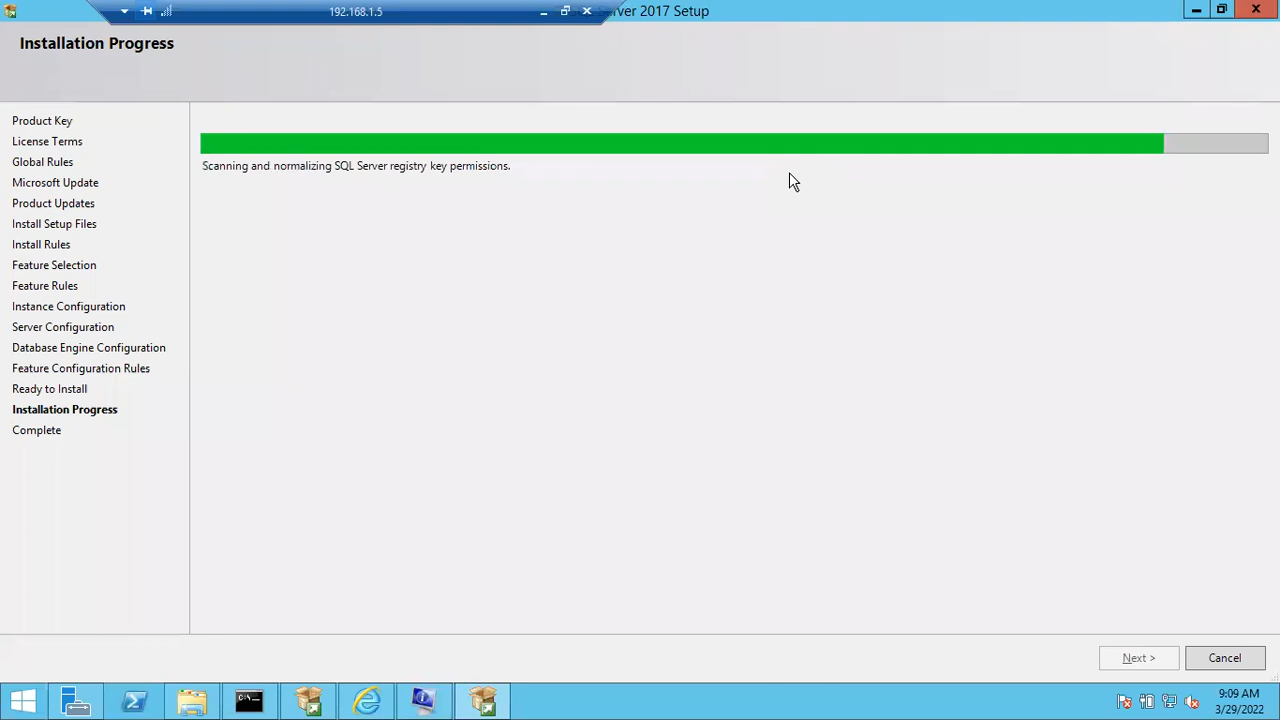 192.168.1.5
Server 2017 Setup
Installation Progress
Product Key
License Terms
Global Rules
Microsoft Update
Product Updates
Install Setup Files
Install Rules
Feature Selection
Feature Rules
Instance Configuration
Server Configuration
Database Engine Configuration
Feature Configuration Rules
Ready to Install
Installation Progress
Complete
Scanning and normalizing SQL Server registry key permissions.
Next >
Cancel
C:\
9:09 AM
3/29/2022